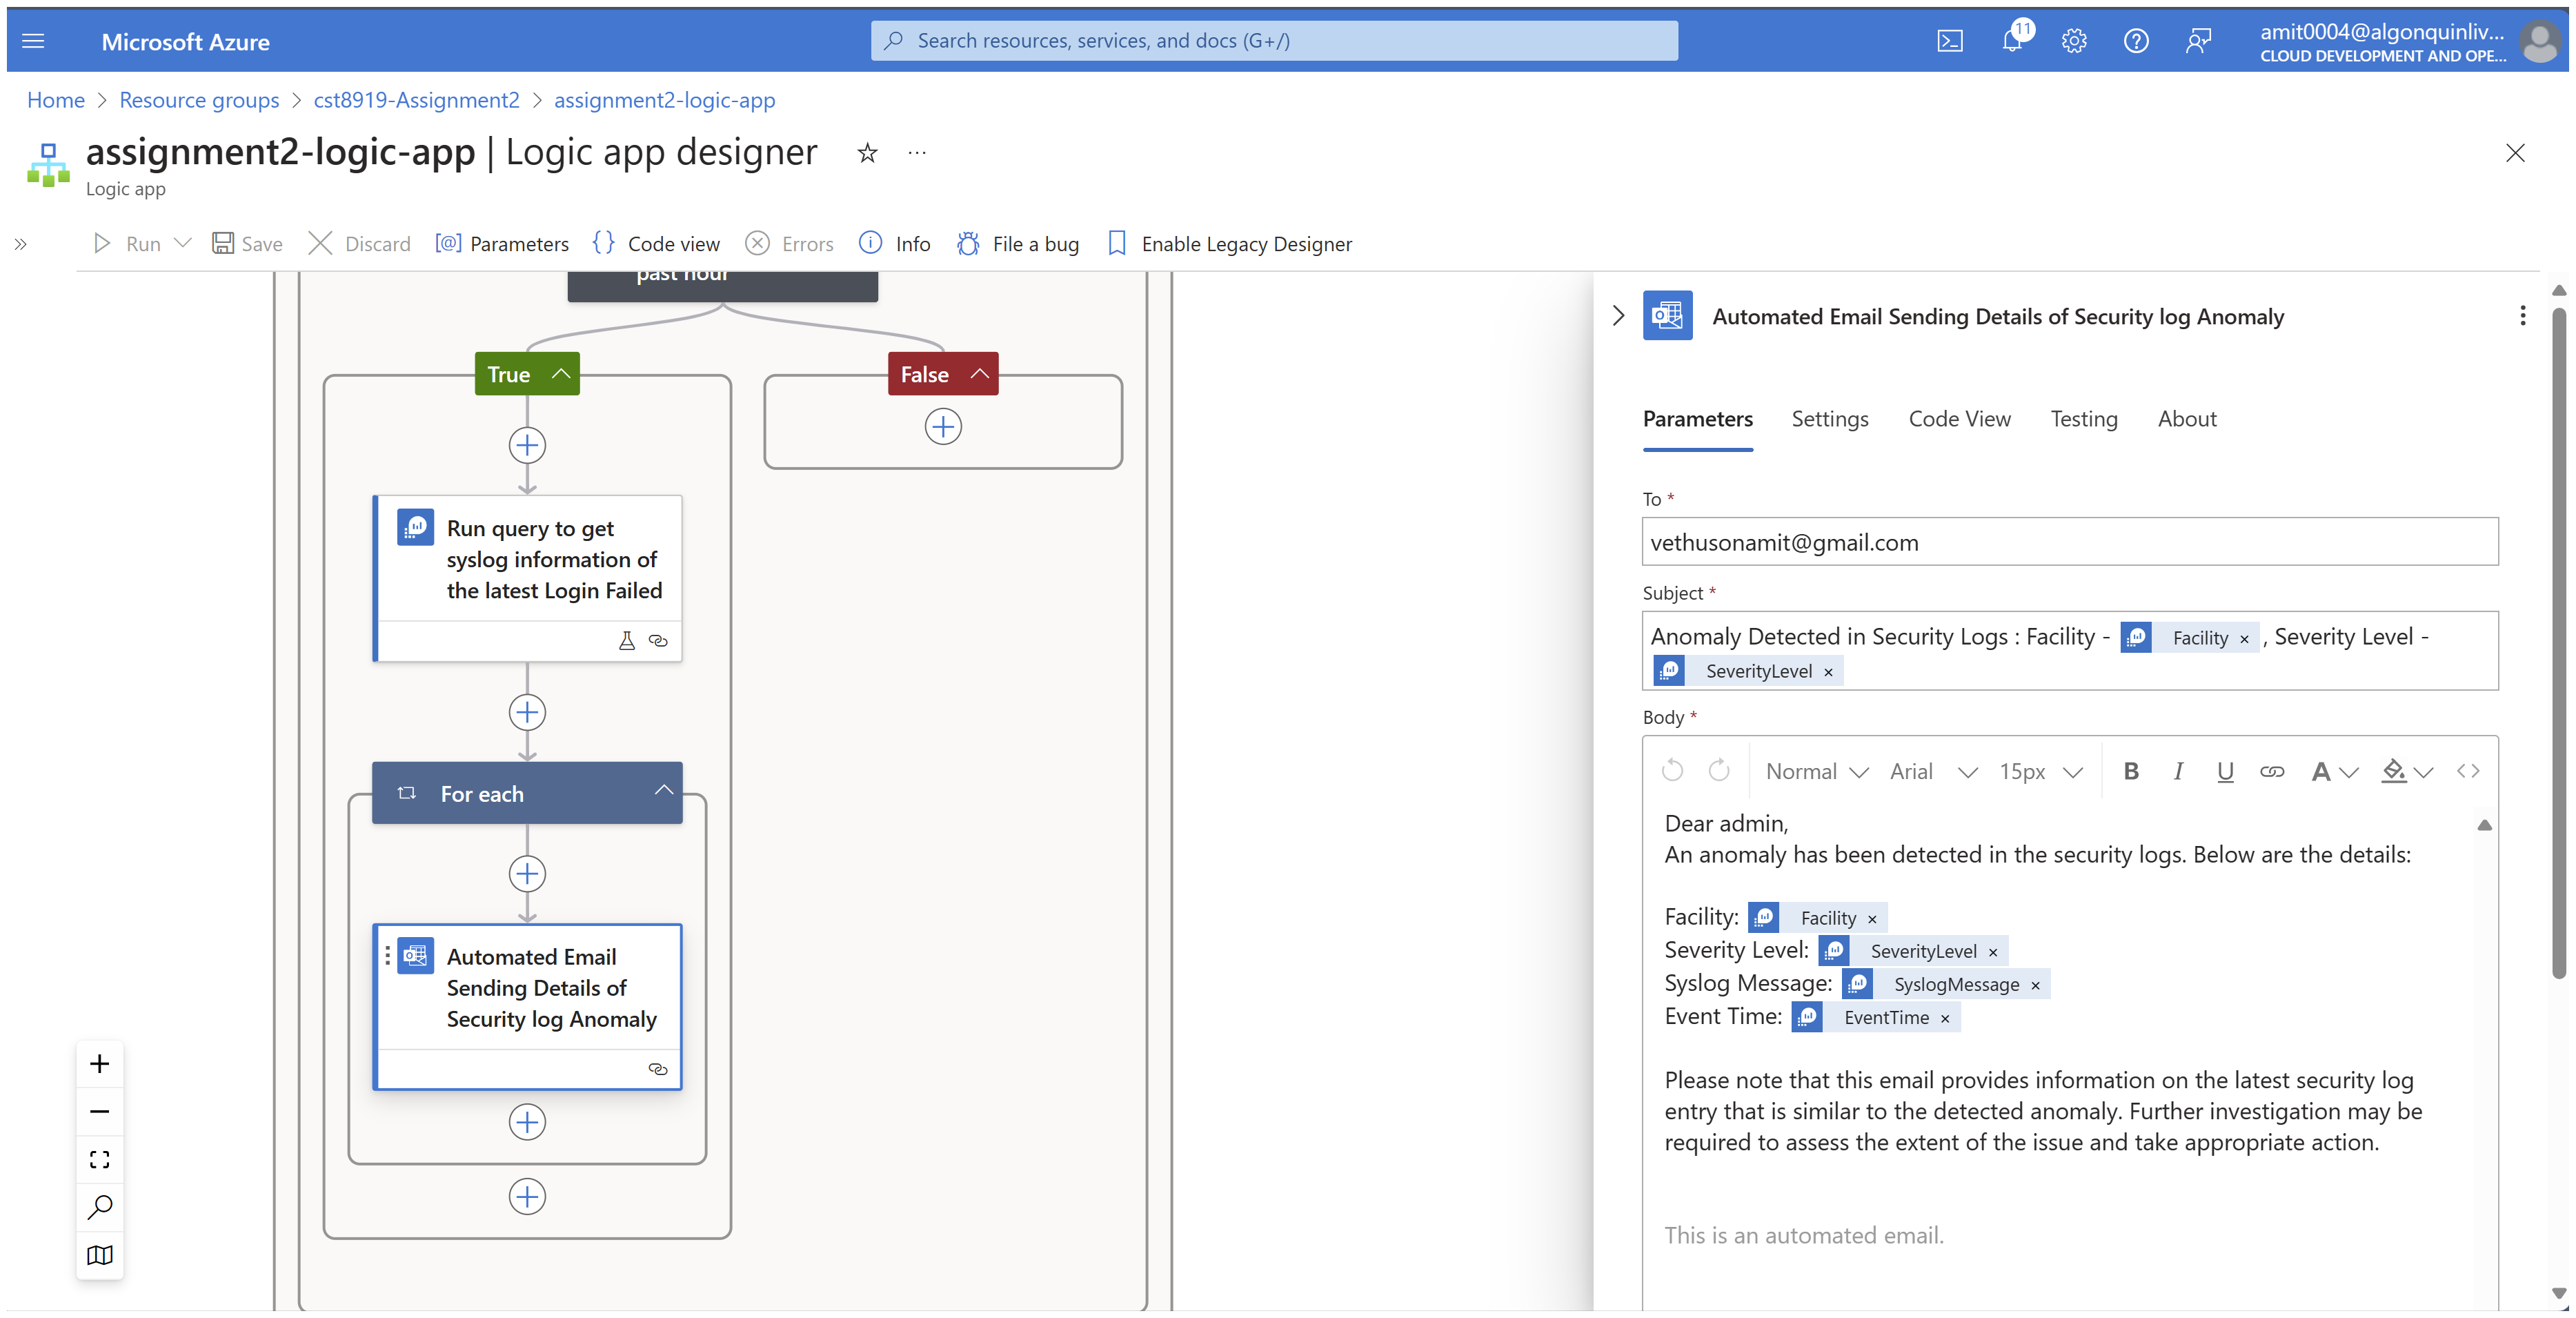 Microsoft Azure
Search resources, services, and docs (G+/)
11
amit0004@algonquinliv...
CLOUD DEVELOPMENT AND OPE...
Home > Resource groups > cst8919-Assignment2 > assignment2-logic-app
assignment2-logic-app | Logic app designer
Logic app
Run Save Discard Parameters Code view Errors Info File a bug Enable Legacy Designer
past hour
True
False
Run query to get
syslog information of
the latest Login Failed
For each
Automated Email
Sending Details of
Security log Anomaly
Automated Email Sending Details of Security log Anomaly
Parameters Settings Code View Testing About
To *
vethusonamit@gmail.com
Subject *
Anomaly Detected in Security Logs : Facility - Facility × , Severity Level -
SeverityLevel ×
Body *
Normal Arial 15px B I U A <>
Dear admin,
An anomaly has been detected in the security logs. Below are the details:
Facility: Facility ×
Severity Level: SeverityLevel ×
Syslog Message: SyslogMessage ×
Event Time: EventTime ×
Please note that this email provides information on the latest security log
entry that is similar to the detected anomaly. Further investigation may be
required to assess the extent of the issue and take appropriate action.
This is an automated email.